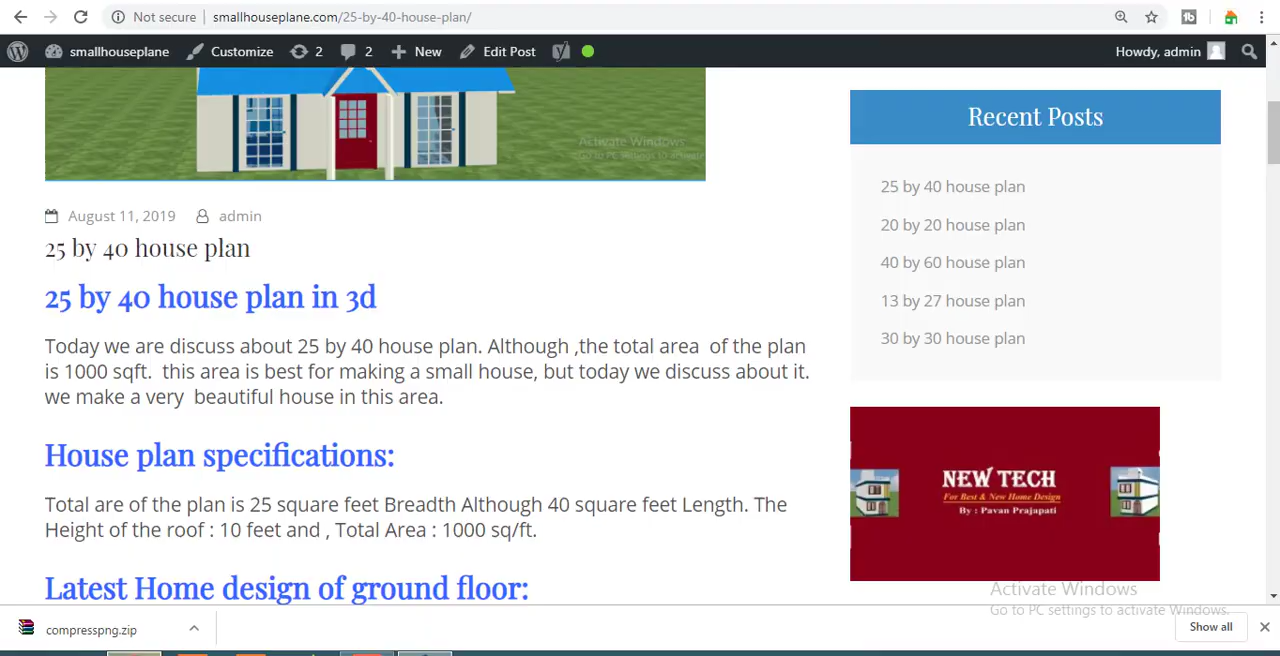 Not secure
smallhouseplane.com/25-by-40-house-plan/
smallhouseplane
Customize
2
2
New
Edit Post
Howdy, admin
Activate Windows
Go to PC settings to activate
August 11, 2019
admin
25 by 40 house plan
25 by 40 house plan in 3d
Today we are discuss about 25 by 40 house plan. Although ,the total area of the plan
is 1000 sqft. this area is best for making a small house, but today we discuss about it.
we make a very beautiful house in this area.
House plan specifications:
Total are of the plan is 25 square feet Breadth Although 40 square feet Length. The
Height of the roof : 10 feet and , Total Area : 1000 sq/ft.
Latest Home design of ground floor:
Recent Posts
25 by 40 house plan
20 by 20 house plan
40 by 60 house plan
13 by 27 house plan
30 by 30 house plan
NEW TECH
For Best & New Home Design
By : Pavan Prajapati
Activate Windows
Go to PC settings to activate Windows.
compresspng.zip
Show all